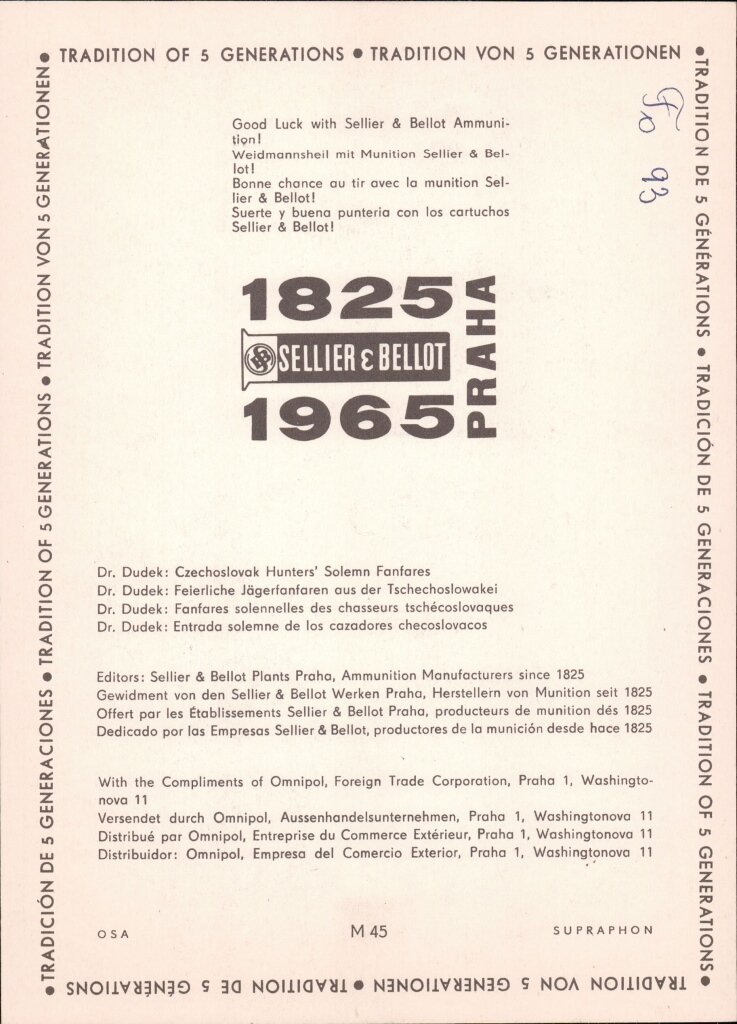 ● TRADITION OF 5 GENERATIONS ● TRADITION VON 5 GENERATIONEN
● TRADITION DE 5 GÉNÉRATIONS ● TRADICIÓN DE 5 GENERACIONES ● TRADITION OF 5 GENERATIONS
● TRADITION VON 5 GENERATIONEN ● TRADITION DE 5 GÉNÉRATIONS
● TRADICIÓN DE 5 GENERACIONES ● TRADITION OF 5 GENERATIONS ● TRADITION VON 5 GENERATIONEN
93
Good Luck with Sellier & Bellot Ammuni-
tion!
Weidmannsheil mit Munition Sellier & Bel-
lot!
Bonne chance au tir avec la munition Sel-
lier & Bellot!
Suerte y buena punteria con los cartuchos
Sellier & Bellot!
1825
SELLIER & BELLOT
1965
PRAHA
Dr. Dudek: Czechoslovak Hunters' Solemn Fanfares
Dr. Dudek: Feierliche Jägerfanfaren aus der Tschechoslowakei
Dr. Dudek: Fanfares solennelles des chasseurs tschécoslovaques
Dr. Dudek: Entrada solemne de los cazadores checoslovacos
Editors: Sellier & Bellot Plants Praha, Ammunition Manufacturers since 1825
Gewidment von den Sellier & Bellot Werken Praha, Herstellern von Munition seit 1825
Offert par les Établissements Sellier & Bellot Praha, producteurs de munition dés 1825
Dedicado por las Empresas Sellier & Bellot, productores de la munición desde hace 1825
With the Compliments of Omnipol, Foreign Trade Corporation, Praha 1, Washingto-
nova 11
Versendet durch Omnipol, Aussenhandelsunternehmen, Praha 1, Washingtonova 11
Distribué par Omnipol, Entreprise du Commerce Extérieur, Praha 1, Washingtonova 11
Distribuidor: Omnipol, Empresa del Comercio Exterior, Praha 1, Washingtonova 11
OSA M 45 SUPRAPHON